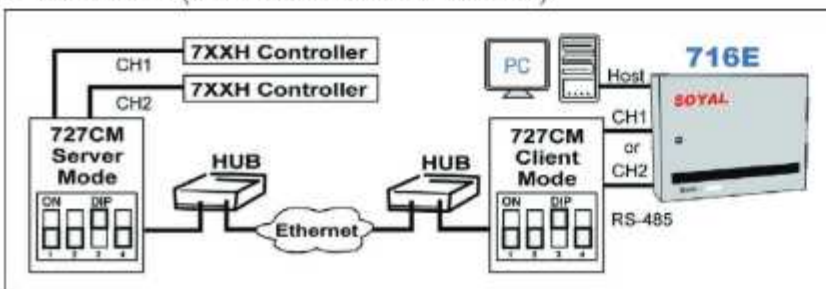 7XXH Controller
CH1
7XXH Controller
CH2
727CM
Server
Mode
ON DIP
1 2 3 4
HUB
Ethernet
HUB
727CM
Client
Mode
ON DIP
1 2 3 4
PC
Host
716E
SOYAL
CH1
or
CH2
RS-485